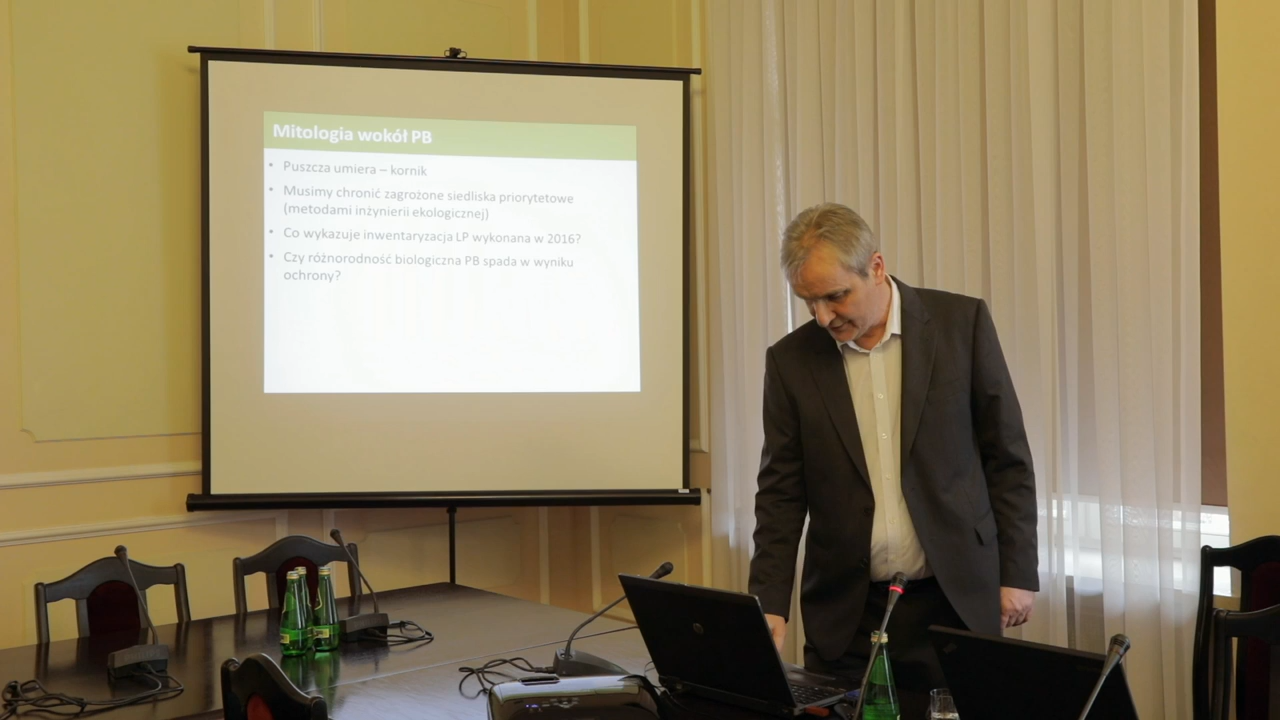 Mitologia wokół PB
• Puszcza umiera – kornik
• Musimy chronić zagrożone siedliska priorytetowe
(metodami inżynierii ekologicznej)
• Co wykazuje inwentaryzacja LP wykonana w 2016?
• Czy różnorodność biologiczna PB spada w wyniku
ochrony?